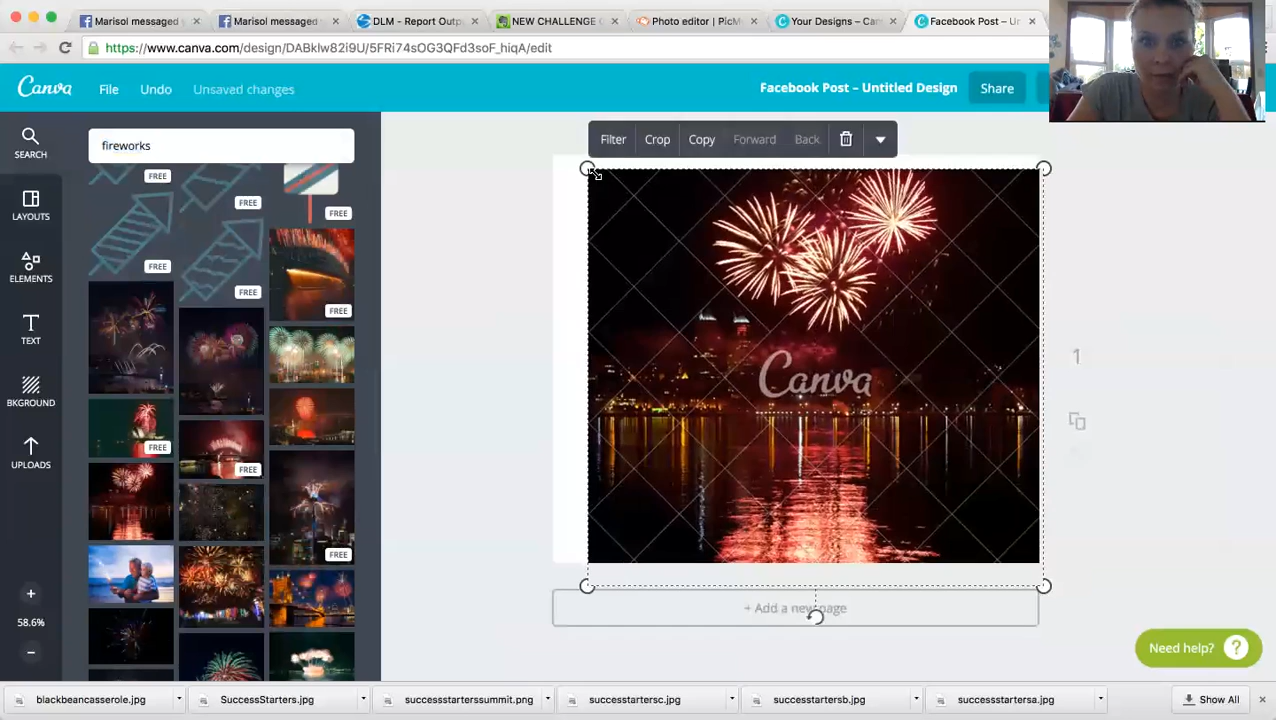 Marisol messaged
Marisol messaged
DLM - Report Outp
NEW CHALLENGE
Photo editor | PicM
Your Designs – Can
Facebook Post – Un
https://www.canva.com/design/DABklw82i9U/5FRi74sOG3QFd3soF_hiqA/edit
Canva
File
Undo
Unsaved changes
Facebook Post – Untitled Design
Share
SEARCH
LAYOUTS
ELEMENTS
TEXT
BKGROUND
UPLOADS
58.6%
fireworks
FREE
FREE
FREE
FREE
FREE
FREE
FREE
FREE
FREE
Filter
Crop
Copy
Forward
Back
Canva
1
+ Add a new page
Need help? ?
blackbeancasserole.jpg
SuccessStarters.jpg
successstarterssummit.png
successstartersc.jpg
successstartersb.jpg
successstartersa.jpg
Show All